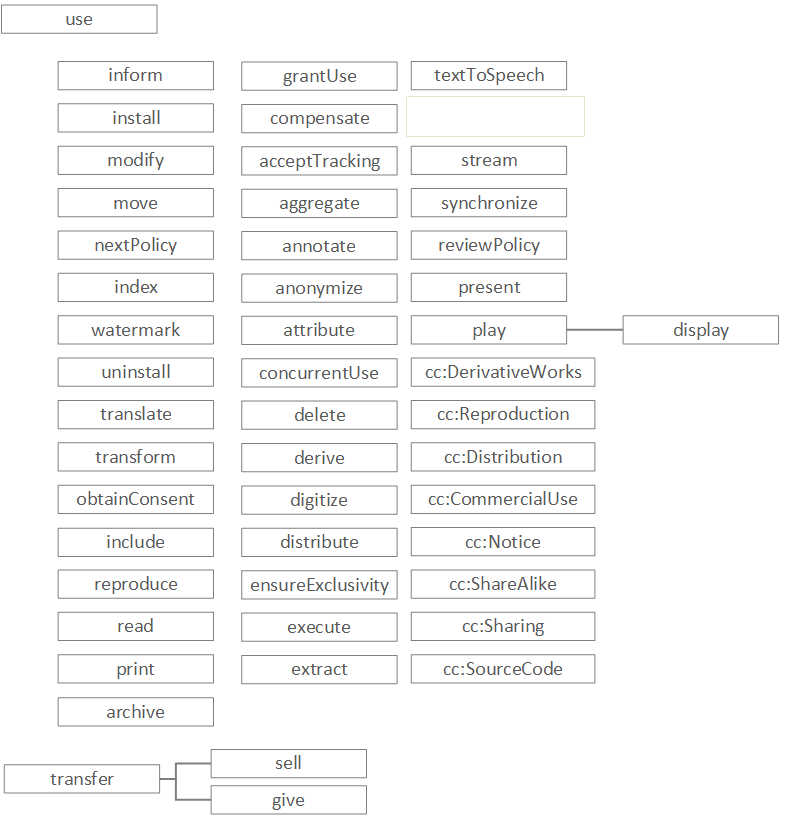 use
inform
install
modify
move
nextPolicy
index
watermark
uninstall
translate
transform
obtainConsent
include
reproduce
read
print
archive
grantUse
compensate
acceptTracking
aggregate
annotate
anonymize
attribute
concurrentUse
delete
derive
digitize
distribute
ensureExclusivity
execute
extract
textToSpeech
stream
synchronize
reviewPolicy
present
play
display
cc:DerivativeWorks
cc:Reproduction
cc:Distribution
cc:CommercialUse
cc:Notice
cc:ShareAlike
cc:Sharing
cc:SourceCode
transfer
sell
give